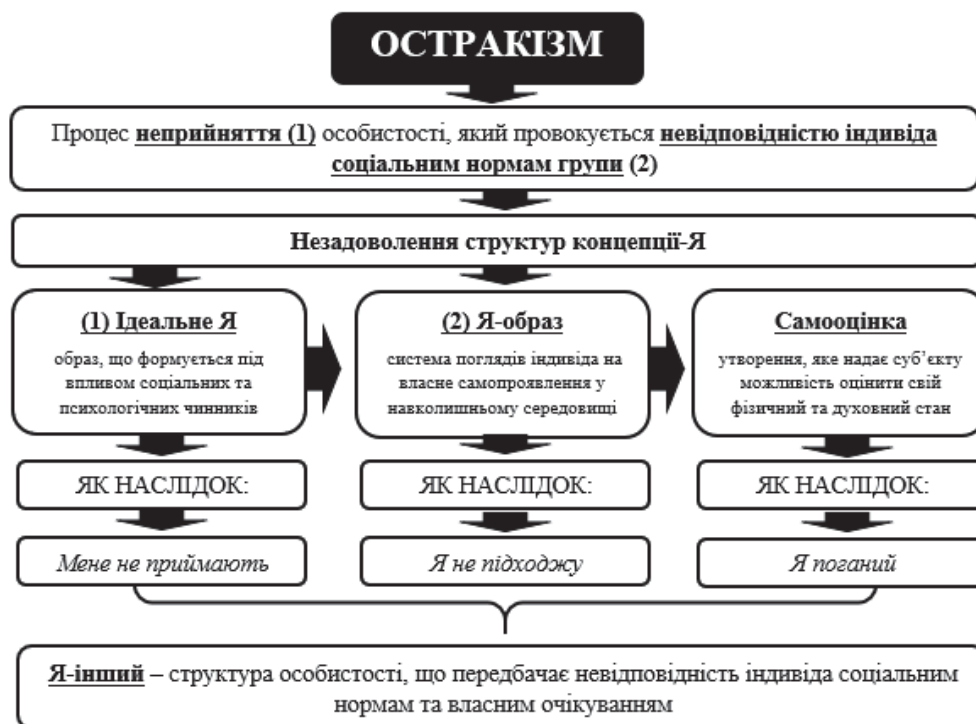 ОСТРАКІЗМ
Процес неприйняття (1) особистості, який провокується невідповідністю індивіда
соціальним нормам групи (2)
Незадоволення структур концепції-Я
(1) Ідеальне Я
образ, що формується під
впливом соціальних та
психологічних чинників
(2) Я-образ
система поглядів індивіда на
власне самопроявлення у
навколишньому середовищі
Самооцінка
утворення, яке надає суб’єкту
можливість оцінити свій
фізичний та духовний стан
ЯК НАСЛІДОК:
ЯК НАСЛІДОК:
ЯК НАСЛІДОК:
Мене не приймають
Я не підходжу
Я поганий
Я-інший – структура особистості, що передбачає невідповідність індивіда соціальним
нормам та власним очікуванням